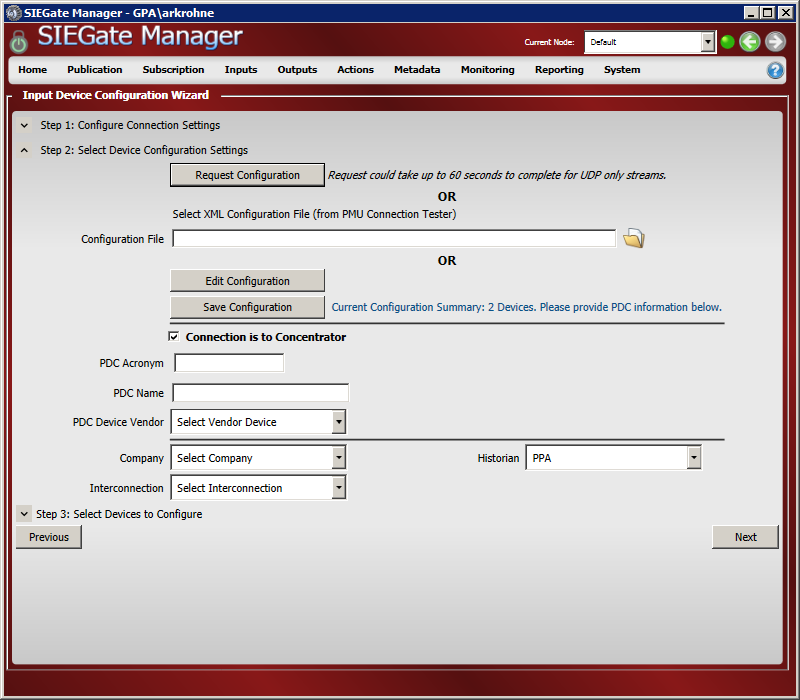 SIEGate Manager - GPA\arkrohne
SIEGate Manager
Current Node: Default
Home Publication Subscription Inputs Outputs Actions Metadata Monitoring Reporting System
Input Device Configuration Wizard
Step 1: Configure Connection Settings
Step 2: Select Device Configuration Settings
Request Configuration Request could take up to 60 seconds to complete for UDP only streams.
OR
Select XML Configuration File (from PMU Connection Tester)
Configuration File
OR
Edit Configuration
Save Configuration Current Configuration Summary: 2 Devices. Please provide PDC information below.
Connection is to Concentrator
PDC Acronym
PDC Name
PDC Device Vendor Select Vendor Device
Company Select Company Historian PPA
Interconnection Select Interconnection
Step 3: Select Devices to Configure
Previous Next